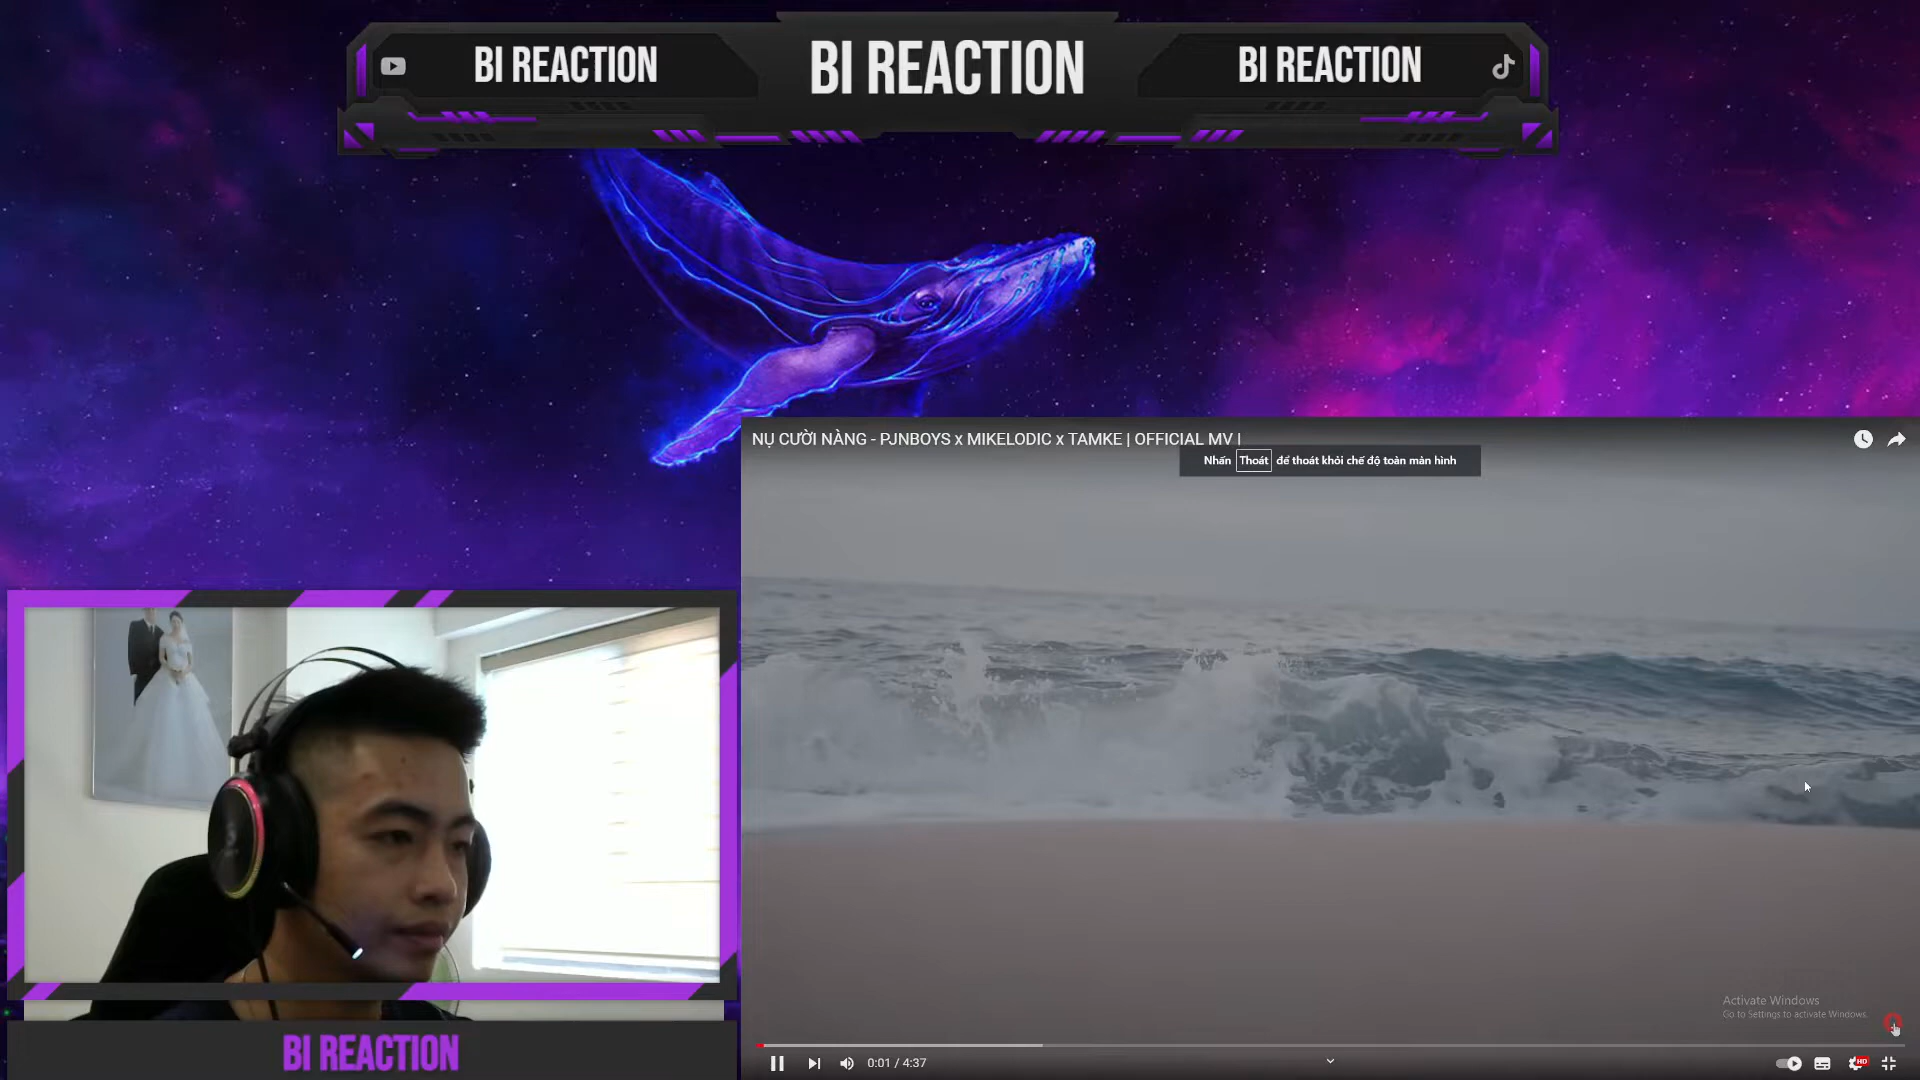 BI REACTION
BI REACTION
BI REACTION
NỤ CƯỜI NÀNG - PJNBOYS x MIKELODIC x TAMKE | OFFICIAL MV |
Nhấn Thoát để thoát khỏi chế độ toàn màn hình
Activate Windows
Go to Settings to activate Windows.
BI REACTION
0:01 / 4:37
HD